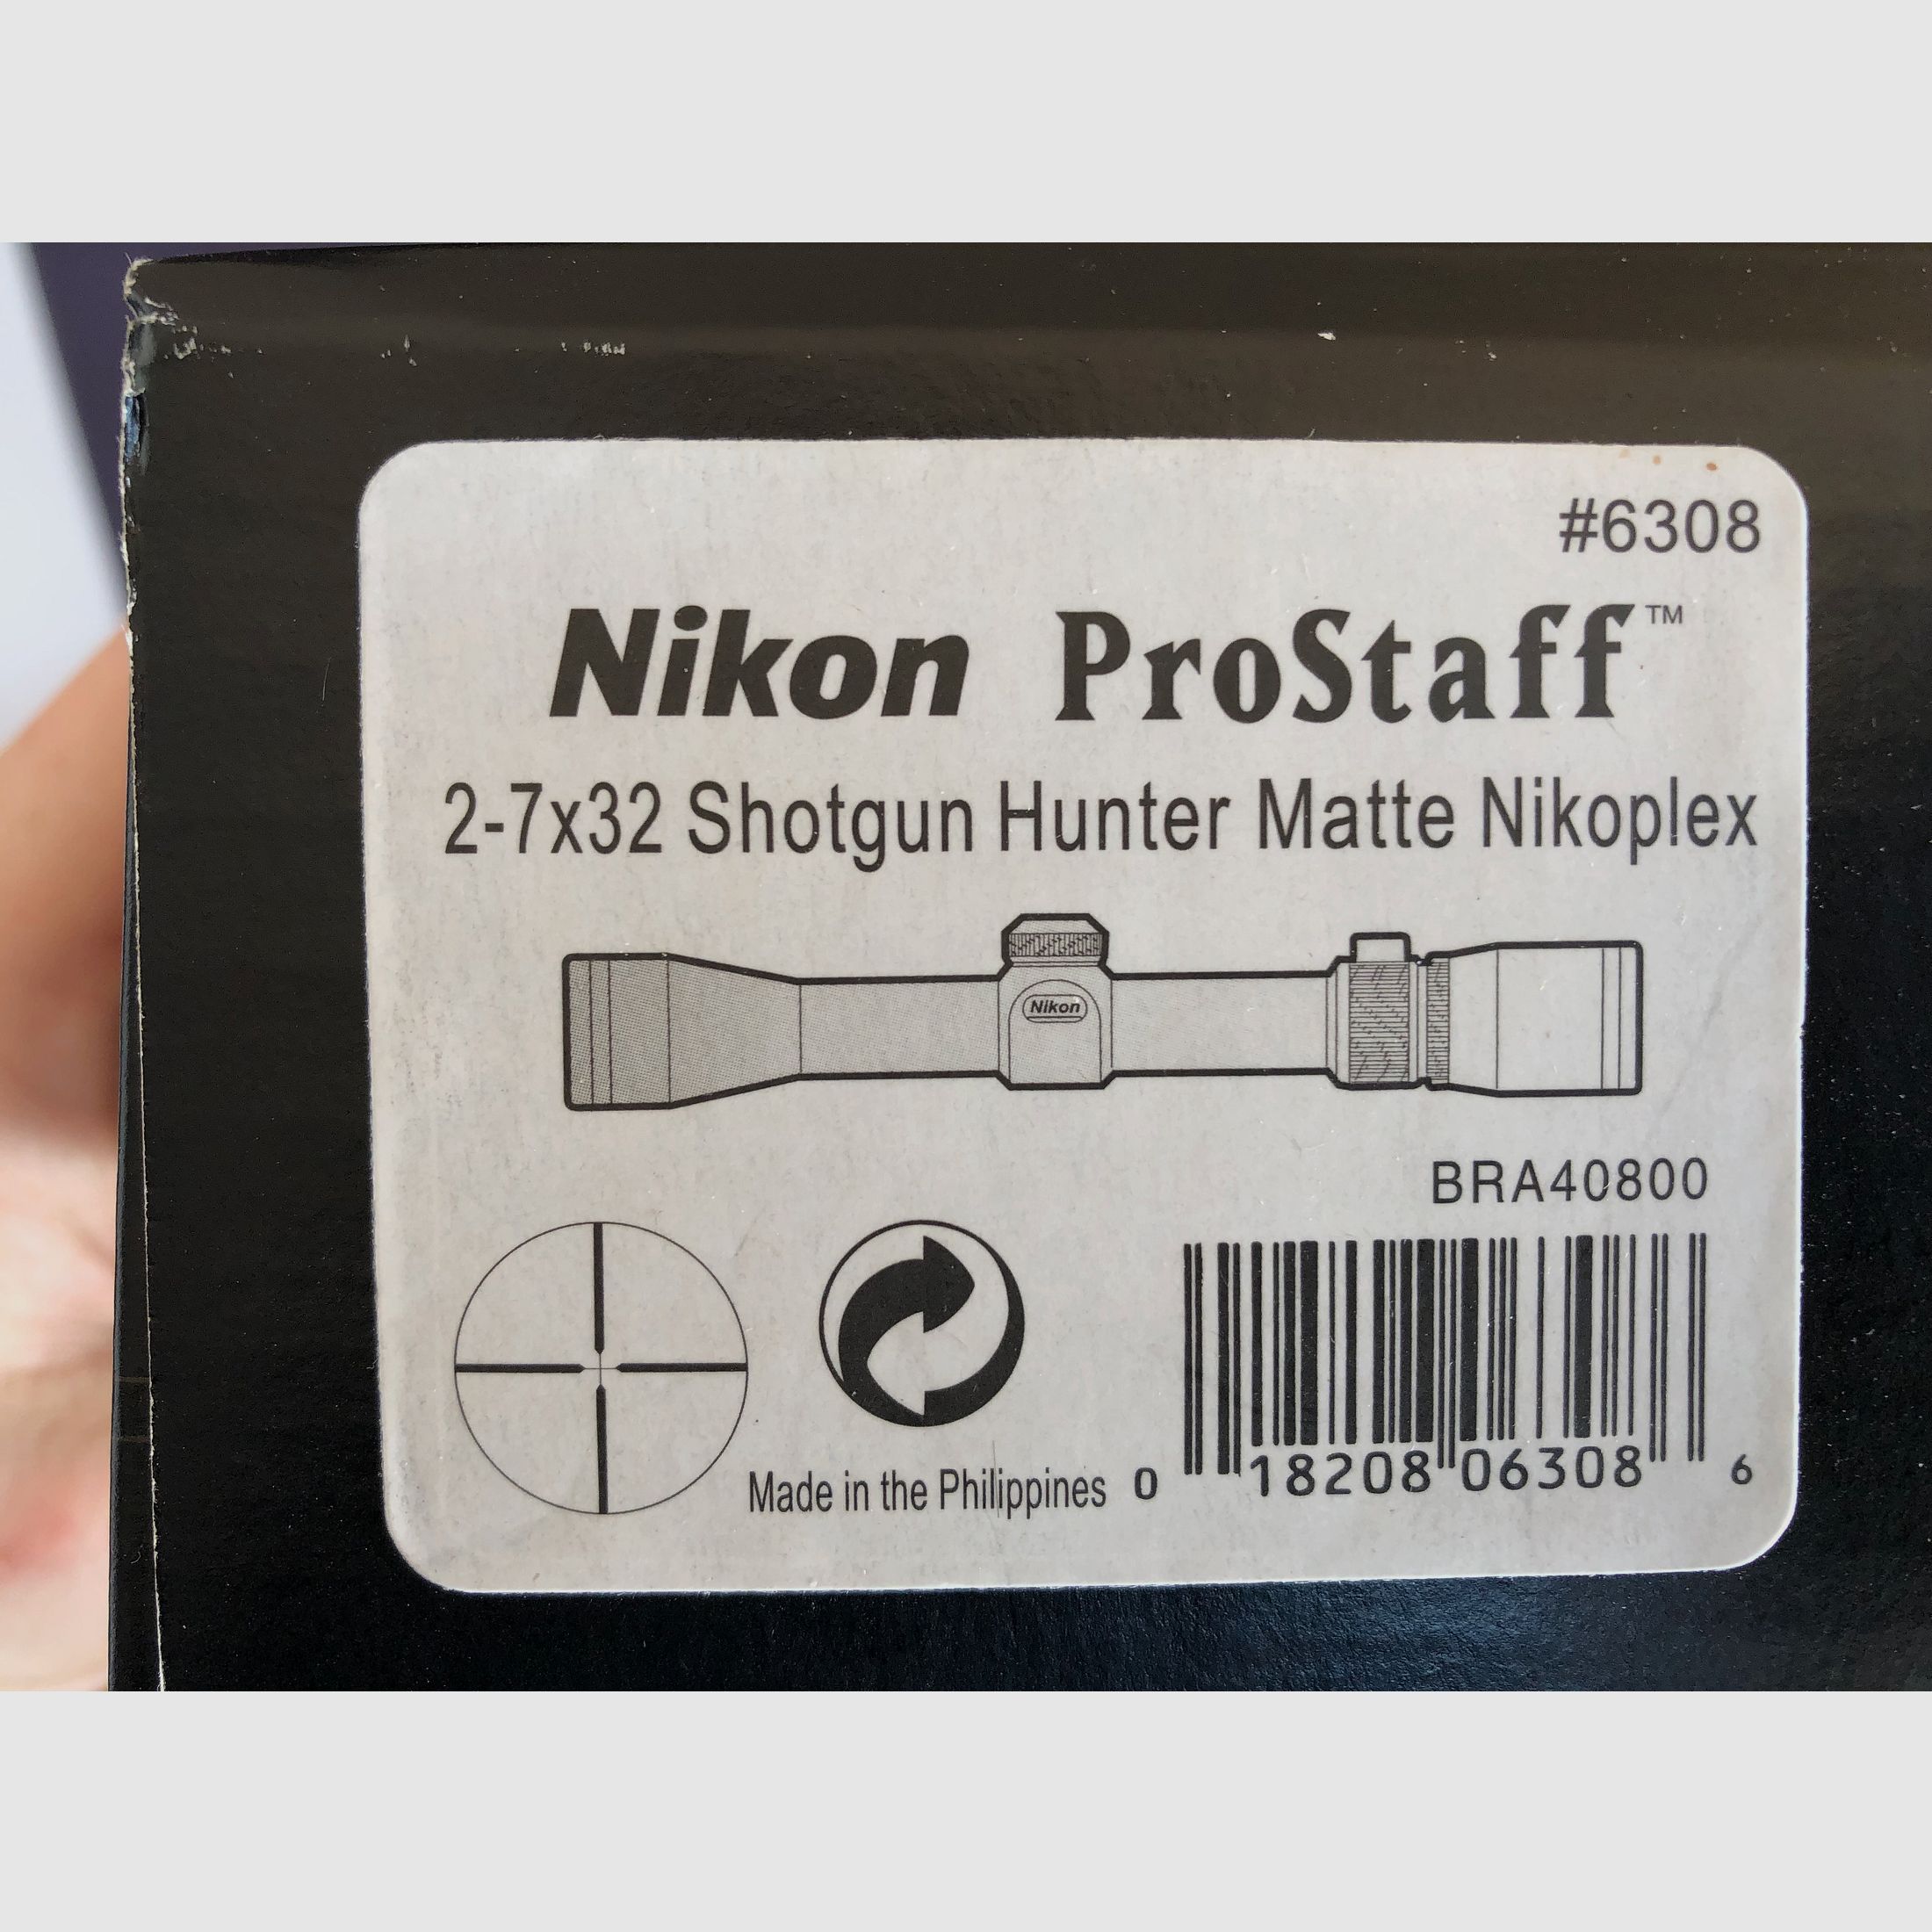 #6308
Nikon ProStaff™
2-7x32 Shotgun Hunter Matte Nikoplex
Nikon
BRA40800
Made in the Philippines
0 18208 06308 6